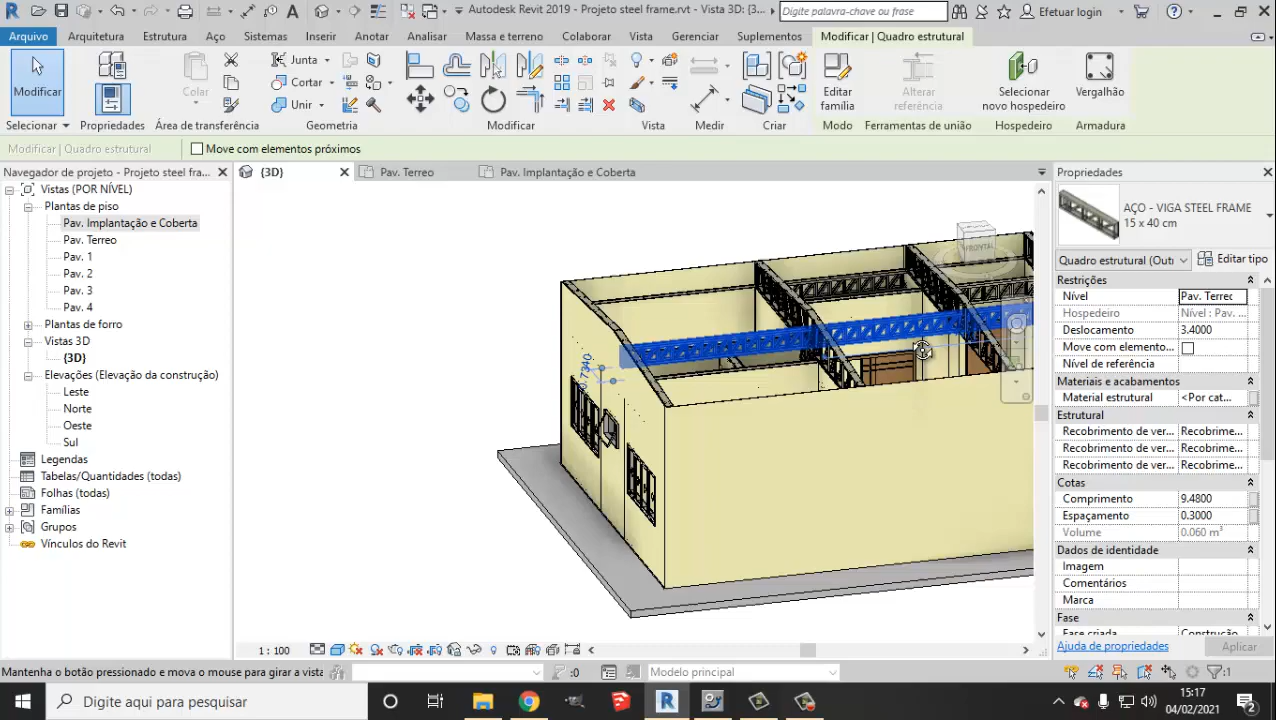 Autodesk Revit 2019 - Projeto steel frame.rvt - Vista 3D: {3...
Digite palavra-chave ou frase
Efetuar login
Arquivo
Arquitetura
Estrutura
Aço
Sistemas
Inserir
Anotar
Analisar
Massa e terreno
Colaborar
Vista
Gerenciar
Suplementos
Modificar | Quadro estrutural
Modificar
Colar
Junta
Cortar
Unir
Editar
família
Alterar
referência
Selecionar
novo hospedeiro
Vergalhão
Selecionar
Propriedades
Área de transferência
Geometria
Modificar
Vista
Medir
Criar
Modo
Ferramentas de união
Hospedeiro
Armadura
Modificar | Quadro estrutural
Move com elementos próximos
Navegador de projeto - Projeto steel fra...
{3D}
Pav. Terreo
Pav. Implantação e Coberta
Propriedades
Vistas (POR NÍVEL)
Plantas de piso
Pav. Implantação e Coberta
Pav. Terreo
Pav. 1
Pav. 2
Pav. 3
Pav. 4
Plantas de forro
Vistas 3D
{3D}
Elevações (Elevação da construção)
Leste
Norte
Oeste
Sul
Legendas
Tabelas/Quantidades (todas)
Folhas (todas)
Famílias
Grupos
Vínculos do Revit
FRONTAL
AÇO - VIGA STEEL FRAME
15 x 40 cm
Quadro estrutural (Outr
Editar tipo
Restrições
Nível Pav. Terrec
Hospedeiro Nível : Pav. ...
Deslocamento 3.4000
Move com elemento...
Nível de referência
Materiais e acabamentos
Material estrutural <Por cat...
Estrutural
Recobrimento de ver... Recobrime...
Recobrimento de ver... Recobrime...
Recobrimento de ver... Recobrime...
Cotas
Comprimento 9.4800
Espaçamento 0.3000
Volume 0.060 m³
Dados de identidade
Imagem
Comentários
Marca
Fase
Fase criada Construção
Ajuda de propriedades
Aplicar
1 : 100
Mantenha o botão pressionado e mova o mouse para girar a vista
:0
Modelo principal
:1
Digite aqui para pesquisar
15:17
04/02/2021
2